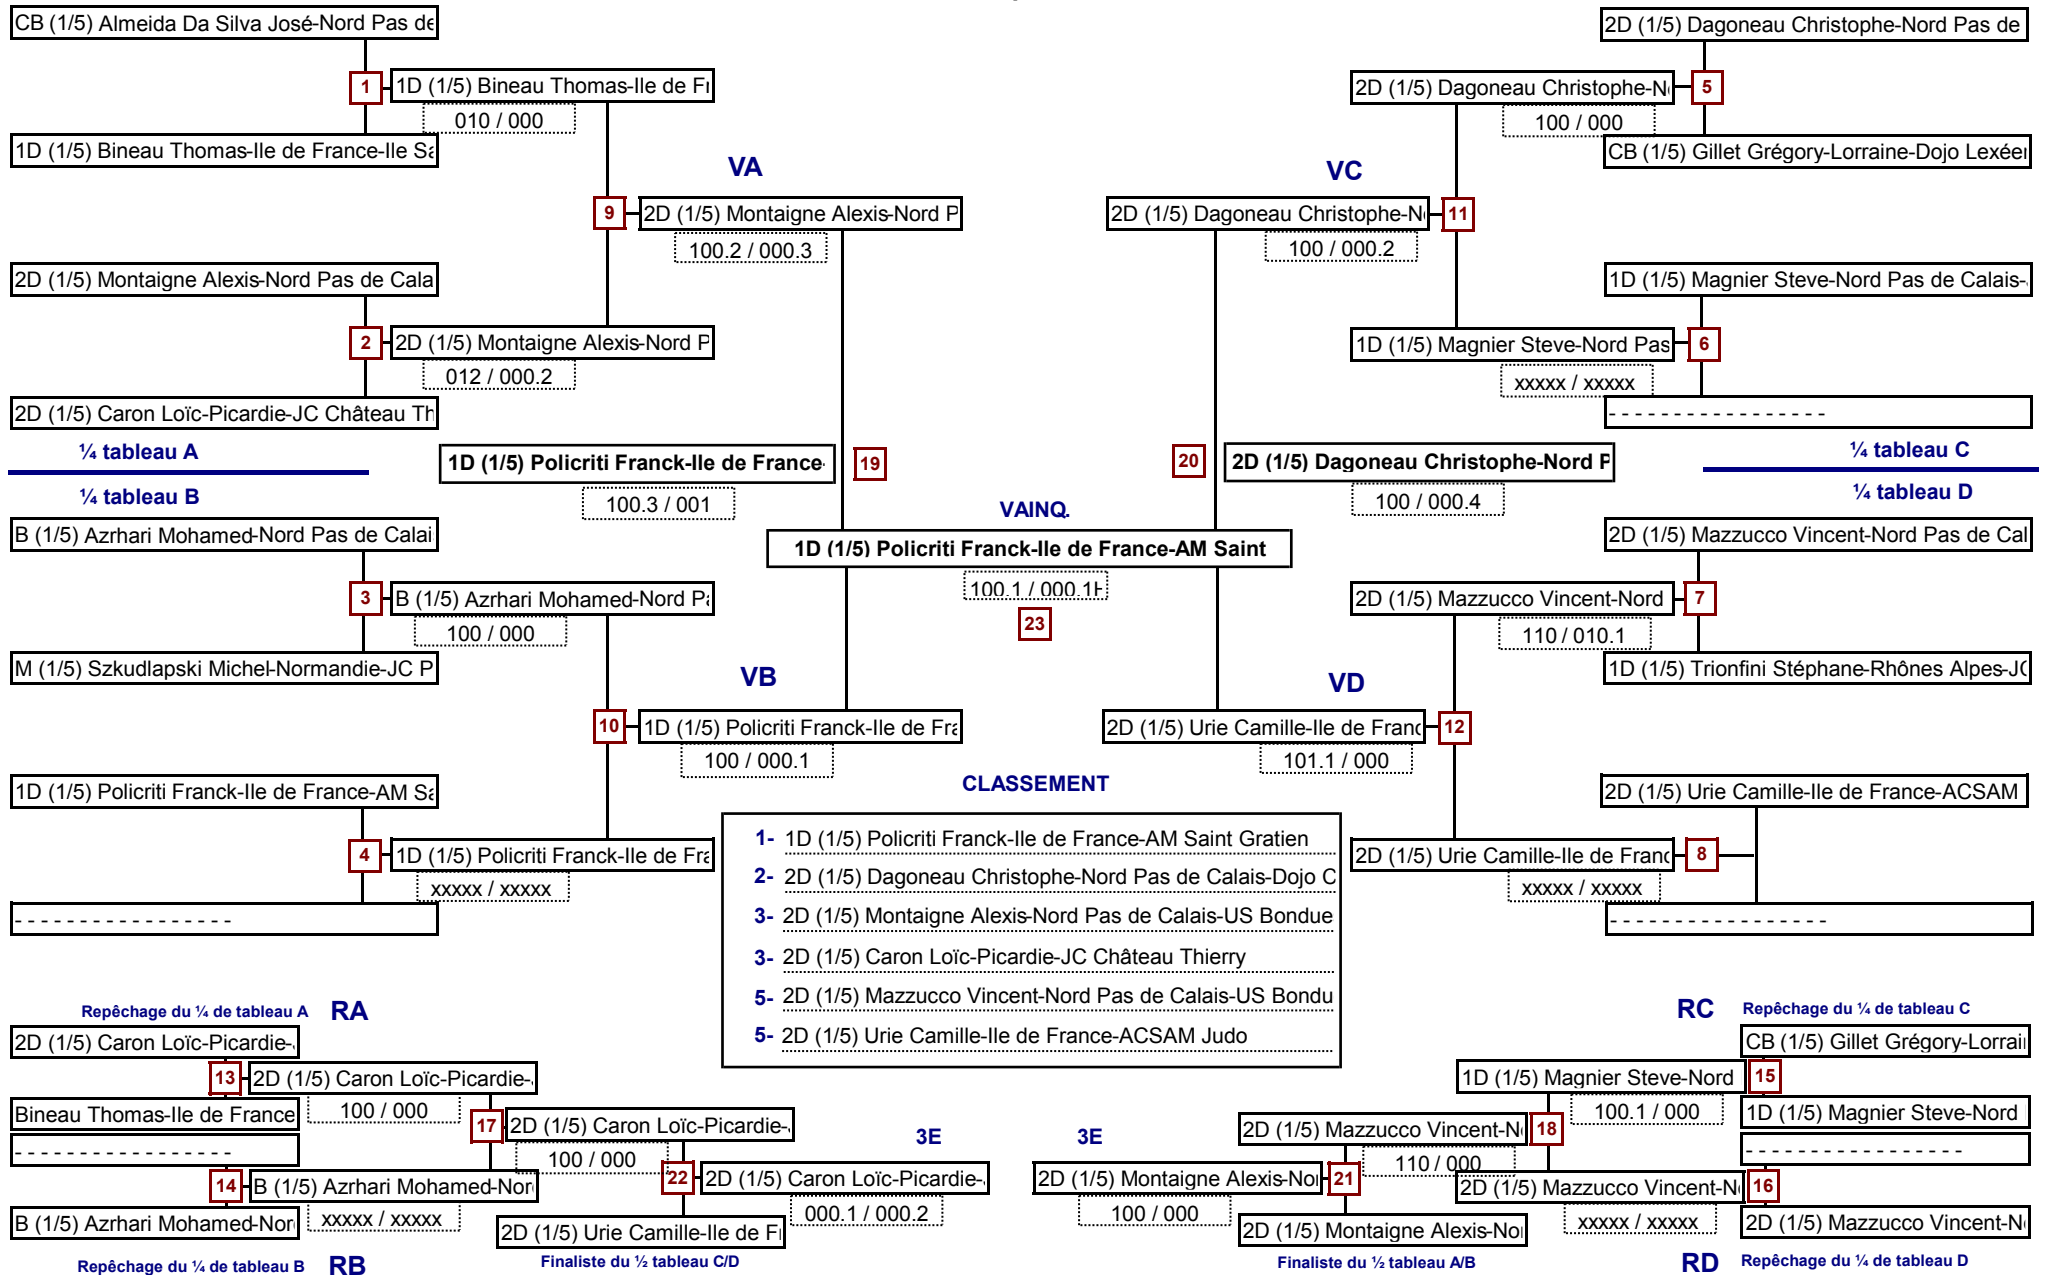 CB (1/5) Almeida Da Silva José-Nord Pas de
2D (1/5) Dagoneau Christophe-Nord Pas de
1
1D (1/5) Bineau Thomas-Ile de Fr
2D (1/5) Dagoneau Christophe-N
5
010 / 000
100 / 000
1D (1/5) Bineau Thomas-Ile de France-Ile Sa
CB (1/5) Gillet Grégory-Lorraine-Dojo Lexéen
VA
VC
9
2D (1/5) Montaigne Alexis-Nord P
2D (1/5) Dagoneau Christophe-N
11
100.2 / 000.3
100 / 000.2
2D (1/5) Montaigne Alexis-Nord Pas de Cala
1D (1/5) Magnier Steve-Nord Pas de Calais-
2
2D (1/5) Montaigne Alexis-Nord P
1D (1/5) Magnier Steve-Nord Pas
6
012 / 000.2
xxxxx / xxxxx
2D (1/5) Caron Loïc-Picardie-JC Château Th
- - - - - - - - - - - - - - - - -
¼ tableau A
1D (1/5) Policriti Franck-Ile de France-
19
20
2D (1/5) Dagoneau Christophe-Nord P
¼ tableau C
¼ tableau B
100.3 / 001
100 / 000.4
¼ tableau D
VAINQ.
B (1/5) Azrhari Mohamed-Nord Pas de Calai
2D (1/5) Mazzucco Vincent-Nord Pas de Cal
1D (1/5) Policriti Franck-Ile de France-AM Saint
3
B (1/5) Azrhari Mohamed-Nord Pa
100.1 / 000.1H
2D (1/5) Mazzucco Vincent-Nord
7
100 / 000
23
110 / 010.1
M (1/5) Szkudlapski Michel-Normandie-JC P
1D (1/5) Trionfini Stéphane-Rhônes Alpes-JC
VB
VD
10
1D (1/5) Policriti Franck-Ile de Fra
2D (1/5) Urie Camille-Ile de Franc
12
100 / 000.1
101.1 / 000
1D (1/5) Policriti Franck-Ile de France-AM Sa
CLASSEMENT
2D (1/5) Urie Camille-Ile de France-ACSAM
4
1D (1/5) Policriti Franck-Ile de Fra
1- 1D (1/5) Policriti Franck-Ile de France-AM Saint Gratien
2D (1/5) Urie Camille-Ile de Franc
8
xxxxx / xxxxx
2- 2D (1/5) Dagoneau Christophe-Nord Pas de Calais-Dojo C
xxxxx / xxxxx
- - - - - - - - - - - - - - - - -
3- 2D (1/5) Montaigne Alexis-Nord Pas de Calais-US Bondue
- - - - - - - - - - - - - - - - -
3- 2D (1/5) Caron Loïc-Picardie-JC Château Thierry
5- 2D (1/5) Mazzucco Vincent-Nord Pas de Calais-US Bondu
5- 2D (1/5) Urie Camille-Ile de France-ACSAM Judo
Repêchage du ¼ de tableau A RA
RC Repêchage du ¼ de tableau C
2D (1/5) Caron Loïc-Picardie-
CB (1/5) Gillet Grégory-Lorrai
13
2D (1/5) Caron Loïc-Picardie-
1D (1/5) Magnier Steve-Nord
15
Bineau Thomas-Ile de France
100 / 000
100.1 / 000
1D (1/5) Magnier Steve-Nord
17
2D (1/5) Caron Loïc-Picardie-
3E
3E
2D (1/5) Mazzucco Vincent-N
18
- - - - - - - - - - - - - - - - -
100 / 000
110 / 000
- - - - - - - - - - - - - - - - -
14
B (1/5) Azrhari Mohamed-Nor
22
2D (1/5) Caron Loïc-Picardie-
2D (1/5) Montaigne Alexis-Nor
21
2D (1/5) Mazzucco Vincent-N
16
B (1/5) Azrhari Mohamed-Nor
xxxxx / xxxxx
000.1 / 000.2
100 / 000
xxxxx / xxxxx
2D (1/5) Mazzucco Vincent-N
2D (1/5) Urie Camille-Ile de Fr
2D (1/5) Montaigne Alexis-Nor
Repêchage du ¼ de tableau B RB
Finaliste du ½ tableau C/D
Finaliste du ½ tableau A/B
RD Repêchage du ¼ de tableau D